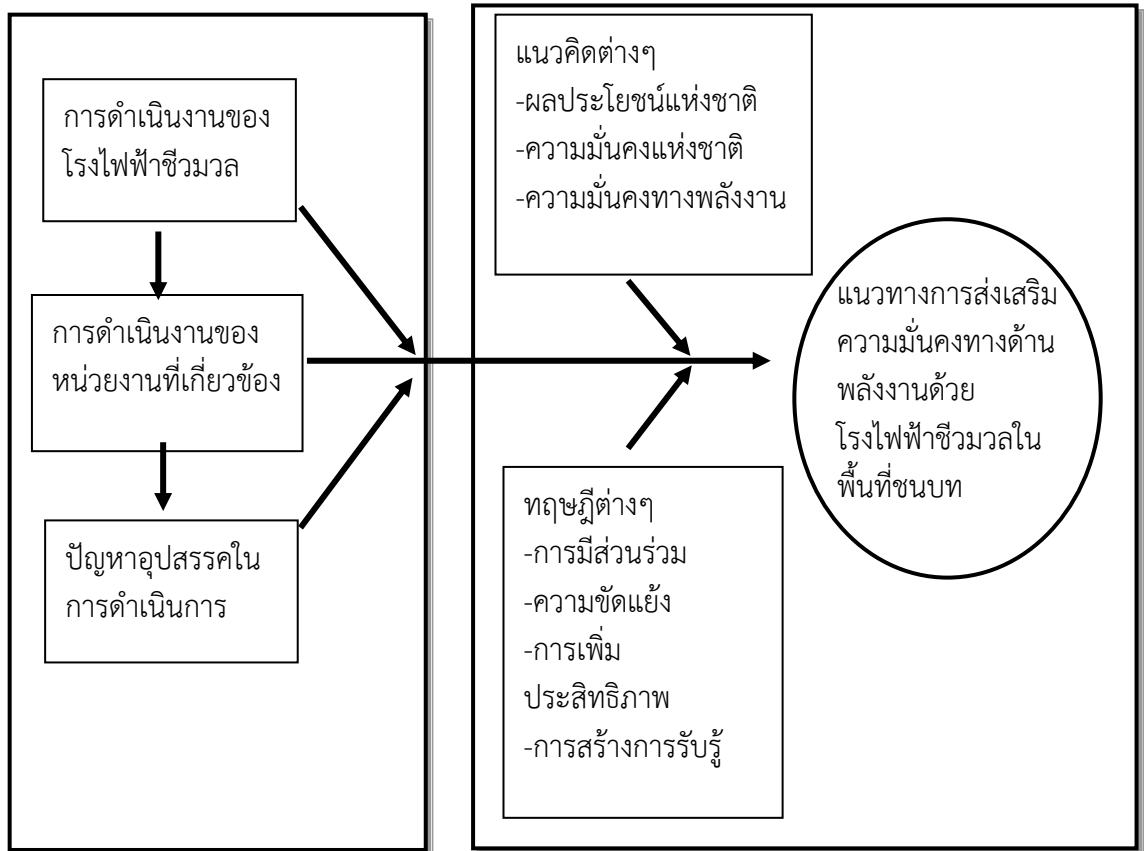 การดำเนินงานของ
โรงไฟฟ้าชีวมวล
การดำเนินงานของ
หน่วยงานที่เกี่ยวข้อง
ปัญหาอุปสรรคใน
การดำเนินการ
แนวคิดต่างๆ
-ผลประโยชน์แห่งชาติ
-ความมั่นคงแห่งชาติ
-ความมั่นคงทางพลังงาน
ทฤษฎีต่างๆ
-การมีส่วนร่วม
-ความขัดแย้ง
-การเพิ่ม
ประสิทธิภาพ
-การสร้างการรับรู้
แนวทางการส่งเสริม
ความมั่นคงทางด้าน
พลังงานด้วย
โรงไฟฟ้าชีวมวลใน
พื้นที่ชนบท